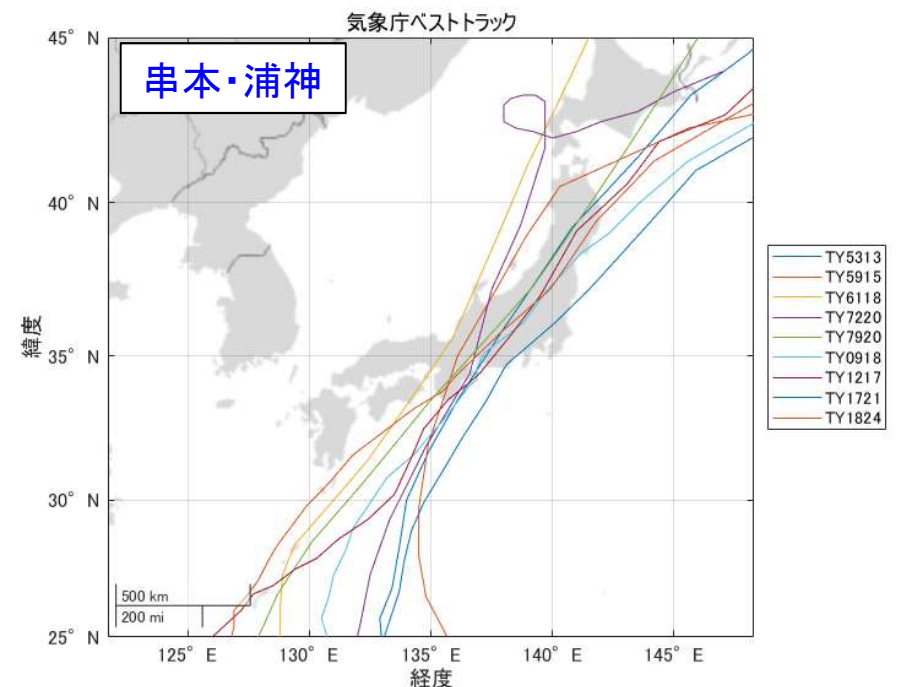 気象庁ベストトラック
串本・浦神
45° N
40° N
35° N
30° N
25° N
緯度
500 km
200 mi
125° E
130° E
135° E
140° E
145° E
経度
TY5313
TY5915
TY6118
TY7220
TY7920
TY0918
TY1217
TY1721
TY1824